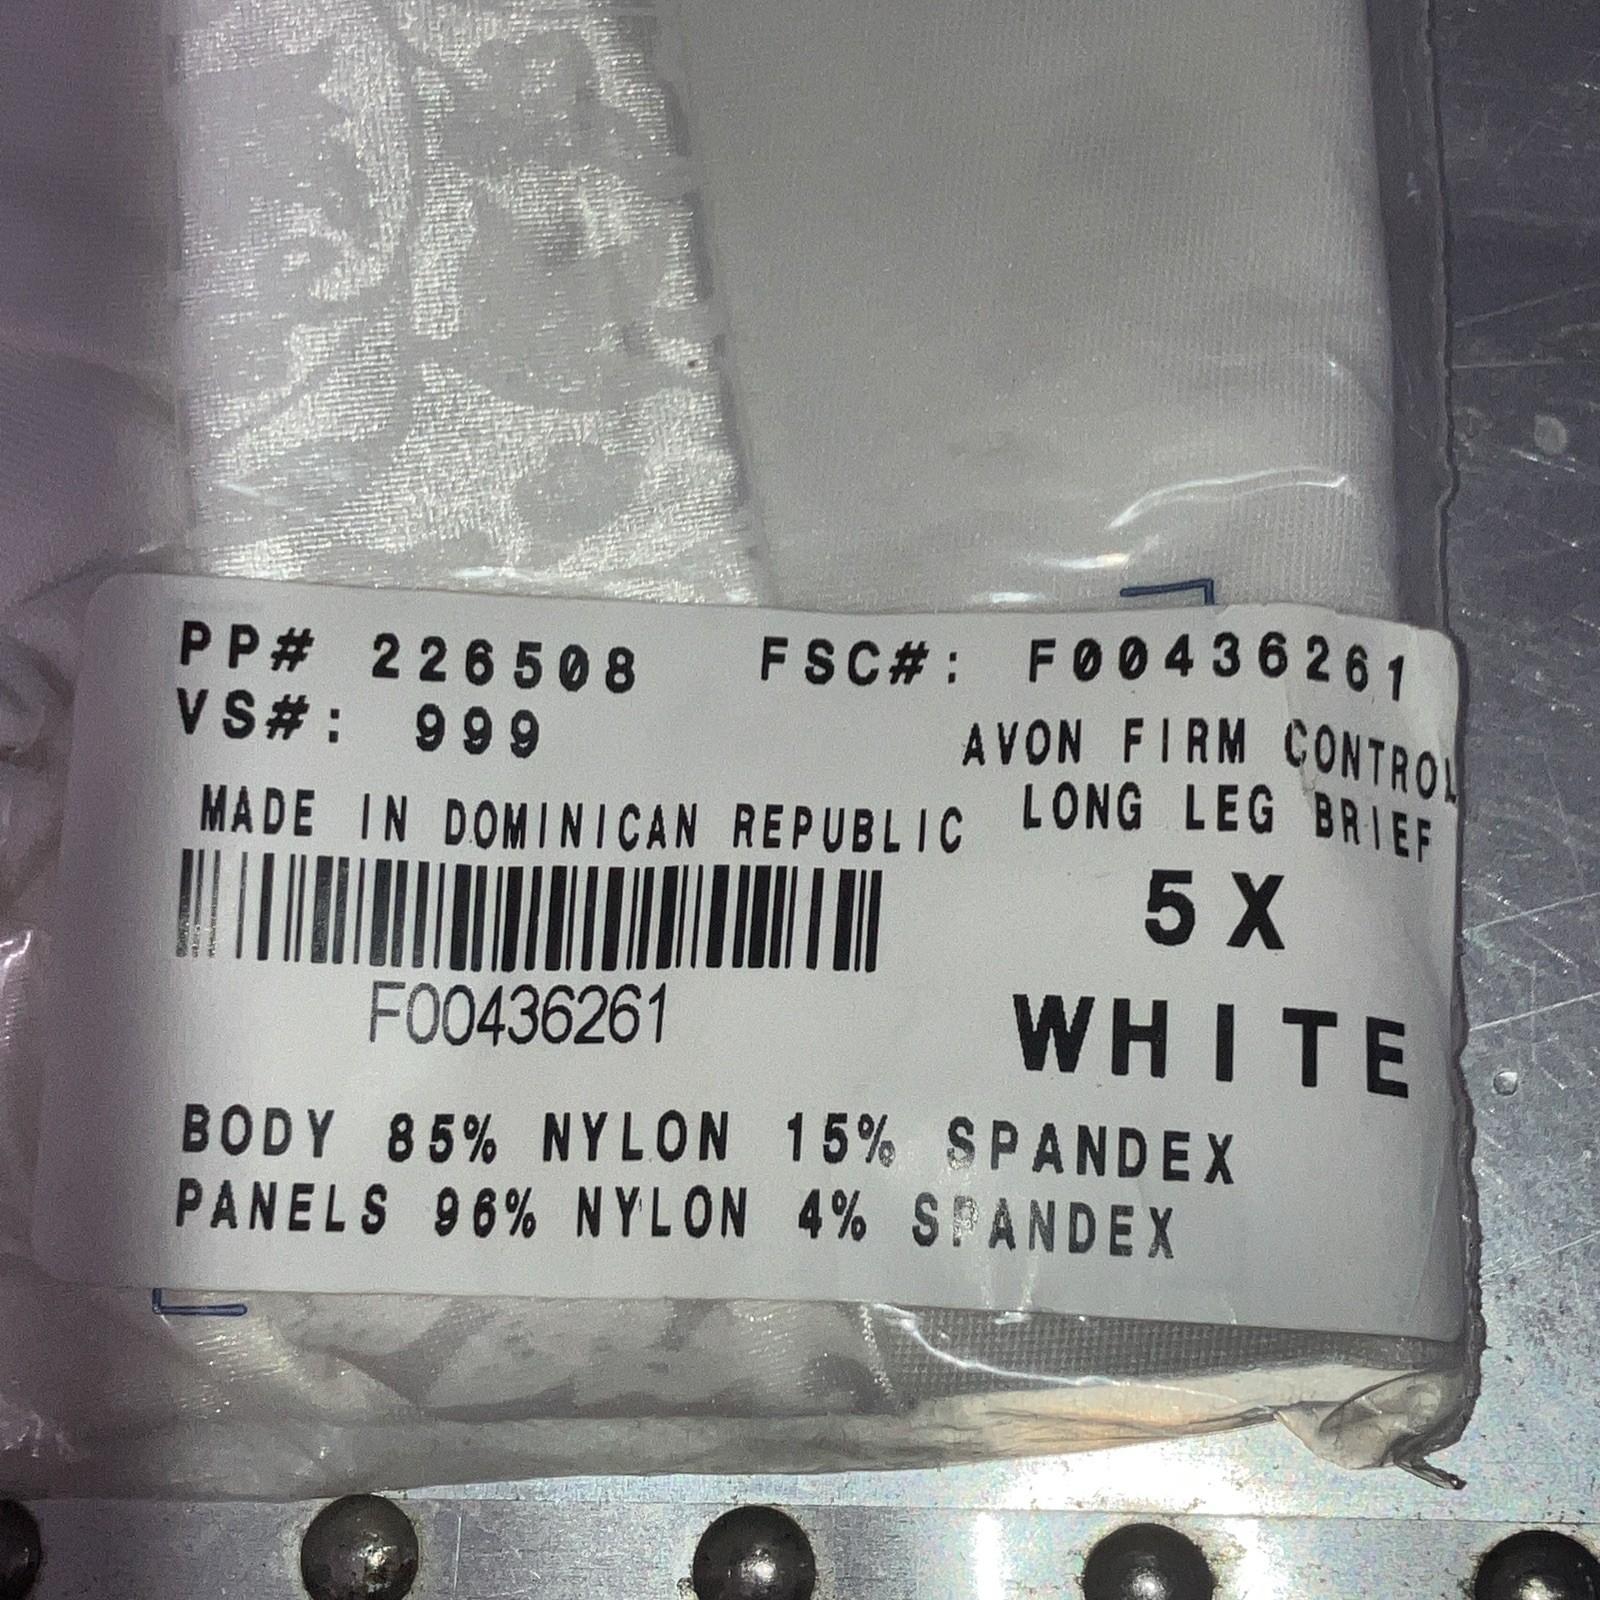 PP# 226508 FSC#: F00436261
VS#: 999
AVON FIRM CONTROL
MADE IN DOMINICAN REPUBLIC
LONG LEG BRIEF
5X
F00436261
WHITE
BODY 85% NYLON 15% SPANDEX
PANELS 96% NYLON 4% SPANDEX